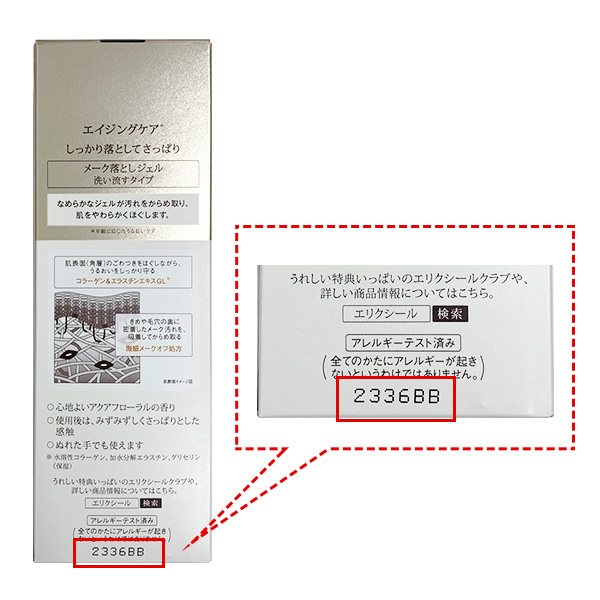 エイジングケア*
しっかり落としてさっぱり
メーク落としジェル
洗い流すタイプ
なめらかなジェルが汚れをからめ取り、
肌をやわらかくほぐします。
*年齢に応じたうるおいケア
肌表面(角層)のごわつきをほぐしながら、
うるおいをしっかり守る
コラーゲン&エラスチンエキスGL※
きめや毛穴の奥に
密着したメーク汚れを、
吸着してからめ取る
微細メークオフ処方
肌断面イメージ図
○心地よいアクアフローラルの香り
○使用後は、みずみずしくさっぱりとした
感触
○ぬれた手でも使えます
※ 水溶性コラーゲン、加水分解エラスチン、グリセリン
(保湿)
うれしい特典いっぱいのエリクシールクラブや、
詳しい商品情報についてはこちら。
エリクシール 検索
アレルギーテスト済み
(全てのかたにアレルギーが起き
ないというわけではありません。)
2336BB
うれしい特典いっぱいのエリクシールクラブや、
詳しい商品情報についてはこちら。
エリクシール 検索
アレルギーテスト済み
(全てのかたにアレルギーが起き
ないというわけではありません。)
2336BB